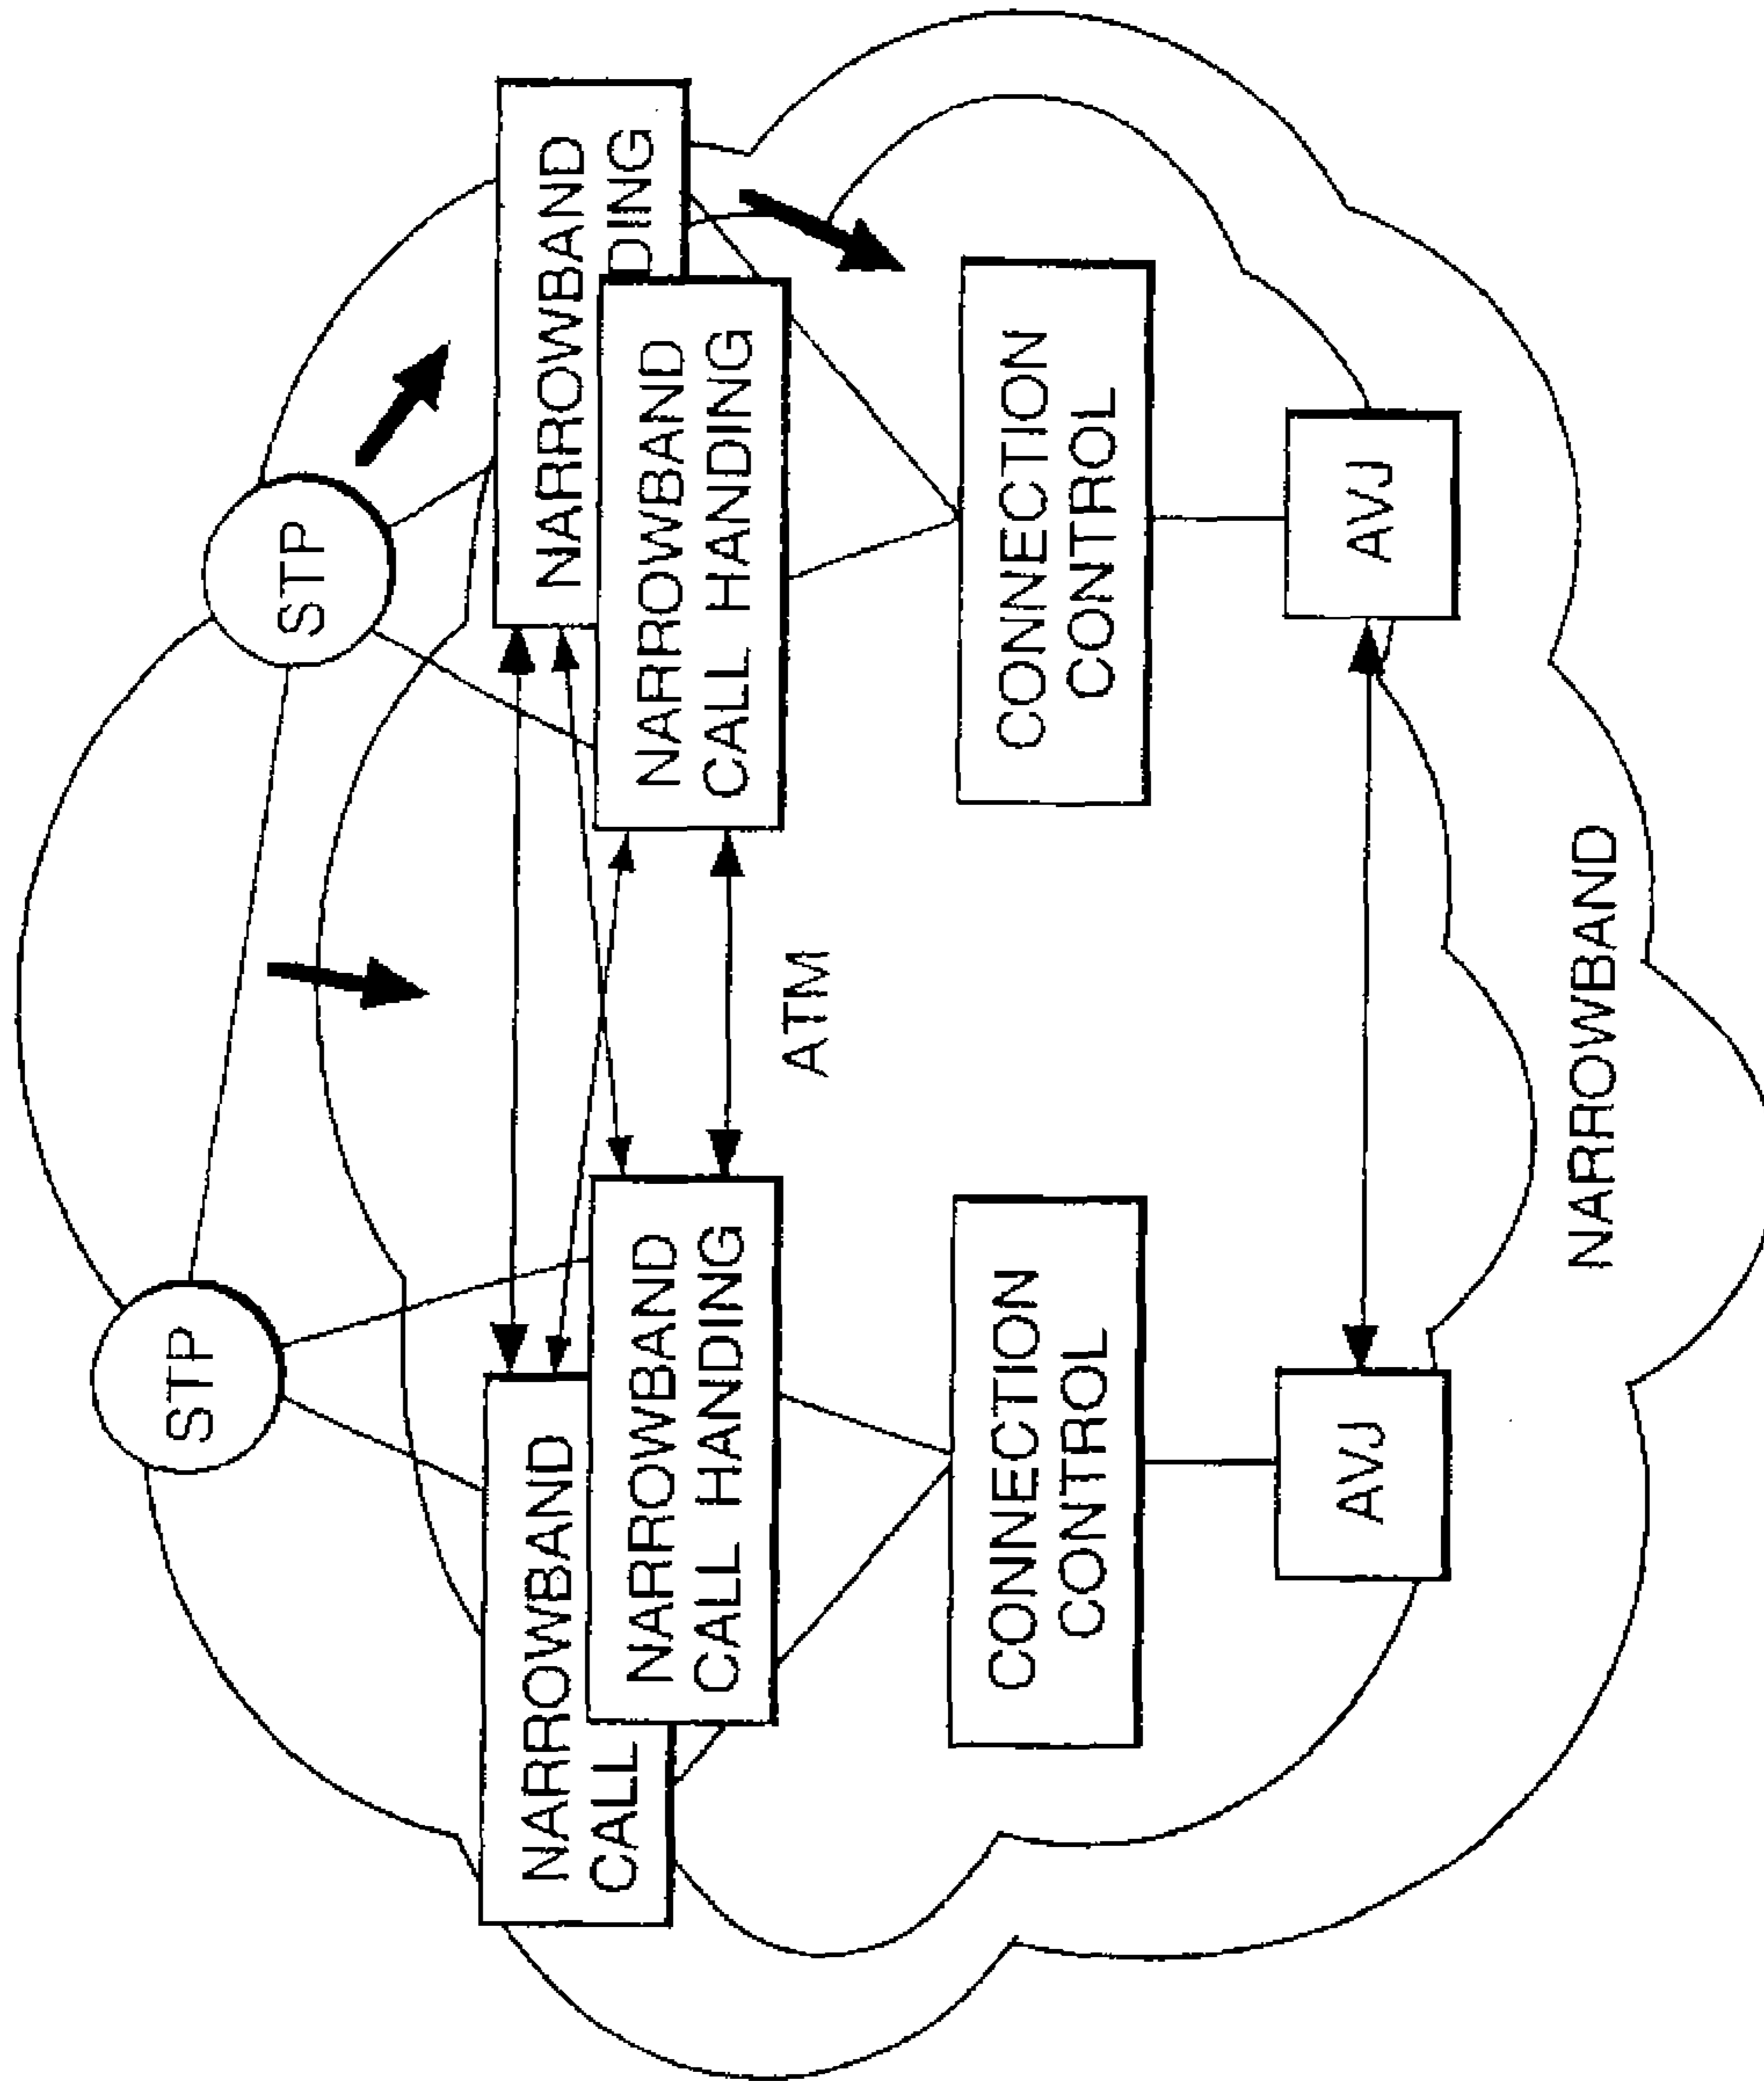 STP
STP
NARROWBAND
CALL
NARROWBAND
DING
NARROWBAND
CALL HANDING
NARROWBAND
CALL HANDING
ATM
CONNECTION
CONTROL
CONNECTION
CONTROL
AVJ
AVJ
NARROWBAND